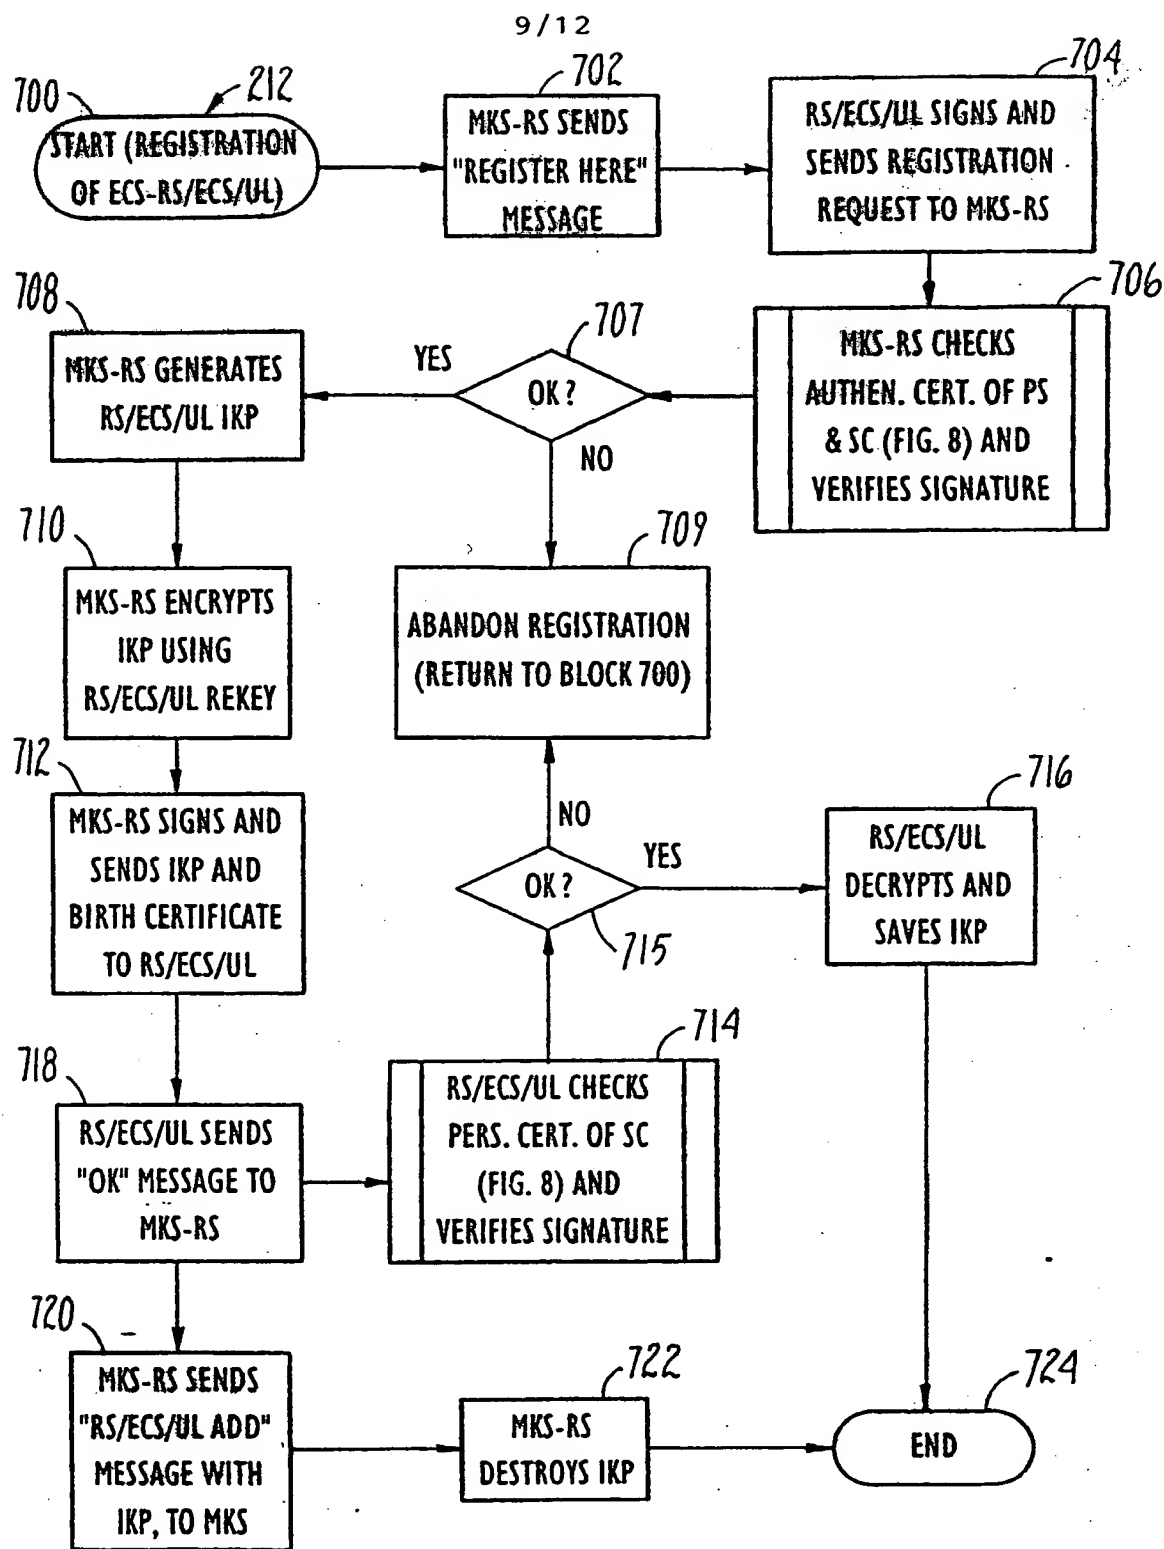 9/12
700
212
START (REGISTRATION
OF ECS-RS/ECS/UL)
702
MKS-RS SENDS
"REGISTER HERE"
MESSAGE
704
RS/ECS/UL SIGNS AND
SENDS REGISTRATION
REQUEST TO MKS-RS
706
MKS-RS CHECKS
AUTHEN. CERT. OF PS
& SC (FIG. 8) AND
VERIFIES SIGNATURE
707
OK?
YES
NO
708
MKS-RS GENERATES
RS/ECS/UL IKP
709
ABANDON REGISTRATION
(RETURN TO BLOCK 700)
710
MKS-RS ENCRYPTS
IKP USING
RS/ECS/UL REKEY
712
MKS-RS SIGNS AND
SENDS IKP AND
BIRTH CERTIFICATE
TO RS/ECS/UL
718
RS/ECS/UL SENDS
"OK" MESSAGE TO
MKS-RS
714
RS/ECS/UL CHECKS
PERS. CERT. OF SC
(FIG. 8) AND
VERIFIES SIGNATURE
NO
OK?
YES
715
716
RS/ECS/UL
DECRYPTS AND
SAVES IKP
720
MKS-RS SENDS
"RS/ECS/UL ADD"
MESSAGE WITH
IKP, TO MKS
722
MKS-RS
DESTROYS IKP
724
END